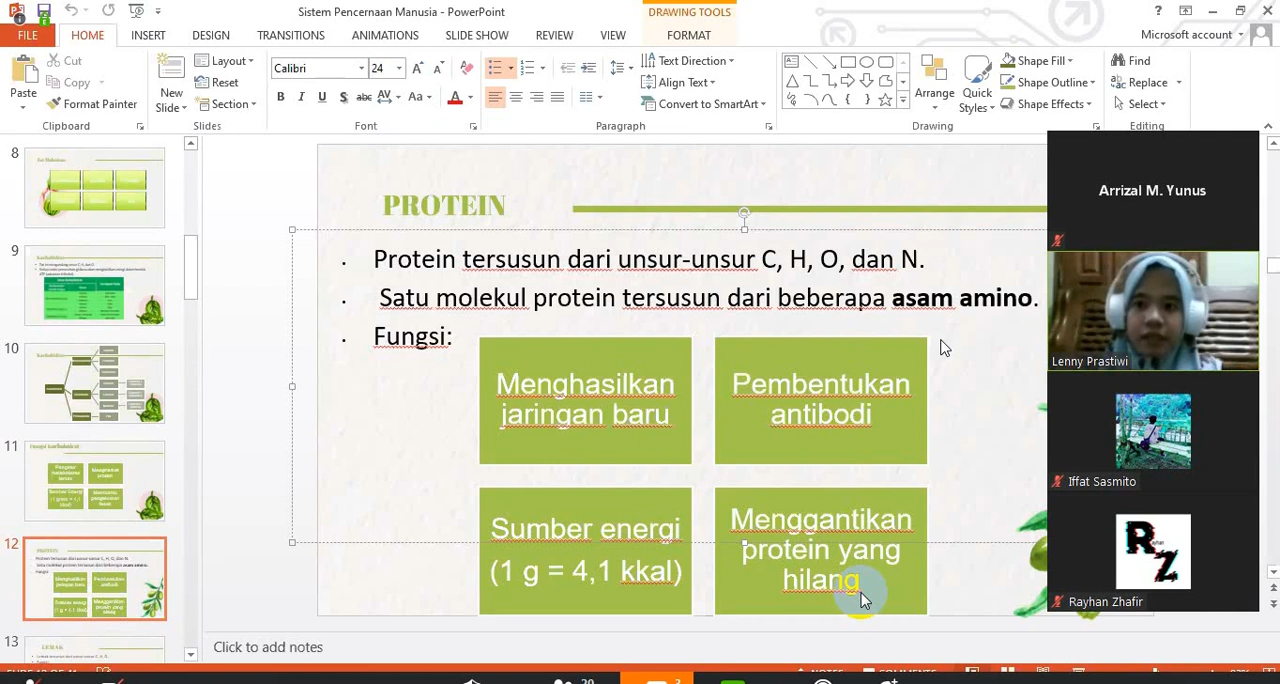 Sistem Pencernaan Manusia - PowerPoint
DRAWING TOOLS
FILE
HOME
INSERT
DESIGN
TRANSITIONS
ANIMATIONS
SLIDE SHOW
REVIEW
VIEW
FORMAT
Microsoft account
Paste
Cut
Copy
Format Painter
Clipboard
New Slide
Layout
Reset
Section
Slides
Calibri
24
Font
Text Direction
Align Text
Convert to SmartArt
Paragraph
Arrange
Quick Styles
Shape Fill
Shape Outline
Shape Effects
Drawing
Find
Replace
Select
Editing
8
9
10
11
12
13
PROTEIN
Protein tersusun dari unsur-unsur C, H, O, dan N.
Satu molekul protein tersusun dari beberapa asam amino.
Fungsi:
Menghasilkan
jaringan baru
Pembentukan
antibodi
Sumber energi
(1 g = 4,1 kkal)
Menggantikan
protein yang
hilang
Arrizal M. Yunus
Lenny Prastiwi
Iffat Sasmito
RZ
Rayhan Zhafir
Click to add notes